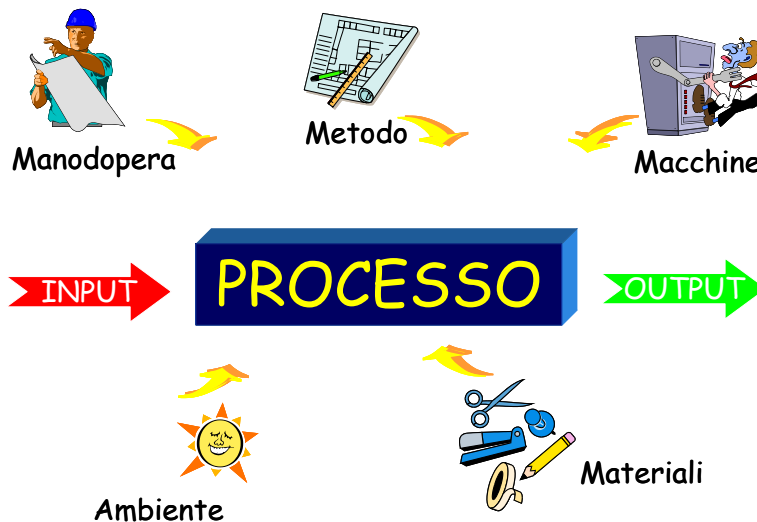 Metodo
Manodopera
Macchine
INPUT
PROCESSO
OUTPUT
Materiali
Ambiente